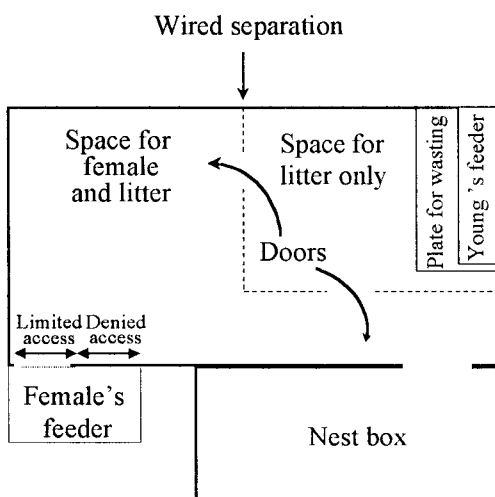 Wired separation
Space for
female
and litter
Space for
litter only
Plate for wasting
Young 's feeder
Doors
Limited Denied
access access
Female's
feeder
Nest box